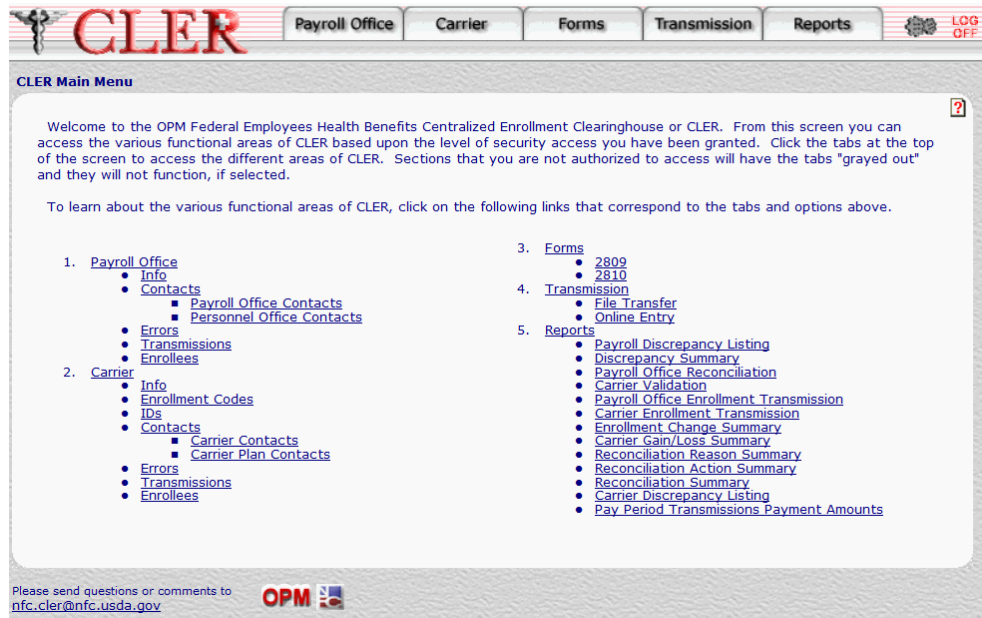 CLER
Payroll Office
Carrier
Forms
Transmission
Reports
LOG
OFF
CLER Main Menu
?
Welcome to the OPM Federal Employees Health Benefits Centralized Enrollment Clearinghouse or CLER. From this screen you can
access the various functional areas of CLER based upon the level of security access you have been granted. Click the tabs at the top
of the screen to access the different areas of CLER. Sections that you are not authorized to access will have the tabs "grayed out"
and they will not function, if selected.
To learn about the various functional areas of CLER, click on the following links that correspond to the tabs and options above.
1. Payroll Office
• Info
• Contacts
▪ Payroll Office Contacts
▪ Personnel Office Contacts
• Errors
• Transmissions
• Enrollees
2. Carrier
• Info
• Enrollment Codes
• IDs
• Contacts
▪ Carrier Contacts
▪ Carrier Plan Contacts
• Errors
• Transmissions
• Enrollees
3. Forms
• 2809
• 2810
4. Transmission
• File Transfer
• Online Entry
5. Reports
• Payroll Discrepancy Listing
• Discrepancy Summary
• Payroll Office Reconciliation
• Carrier Validation
• Payroll Office Enrollment Transmission
• Carrier Enrollment Transmission
• Enrollment Change Summary
• Carrier Gain/Loss Summary
• Reconciliation Reason Summary
• Reconciliation Action Summary
• Reconciliation Summary
• Carrier Discrepancy Listing
• Pay Period Transmissions Payment Amounts
Please send questions or comments to
nfc.cler@nfc.usda.gov
OPM